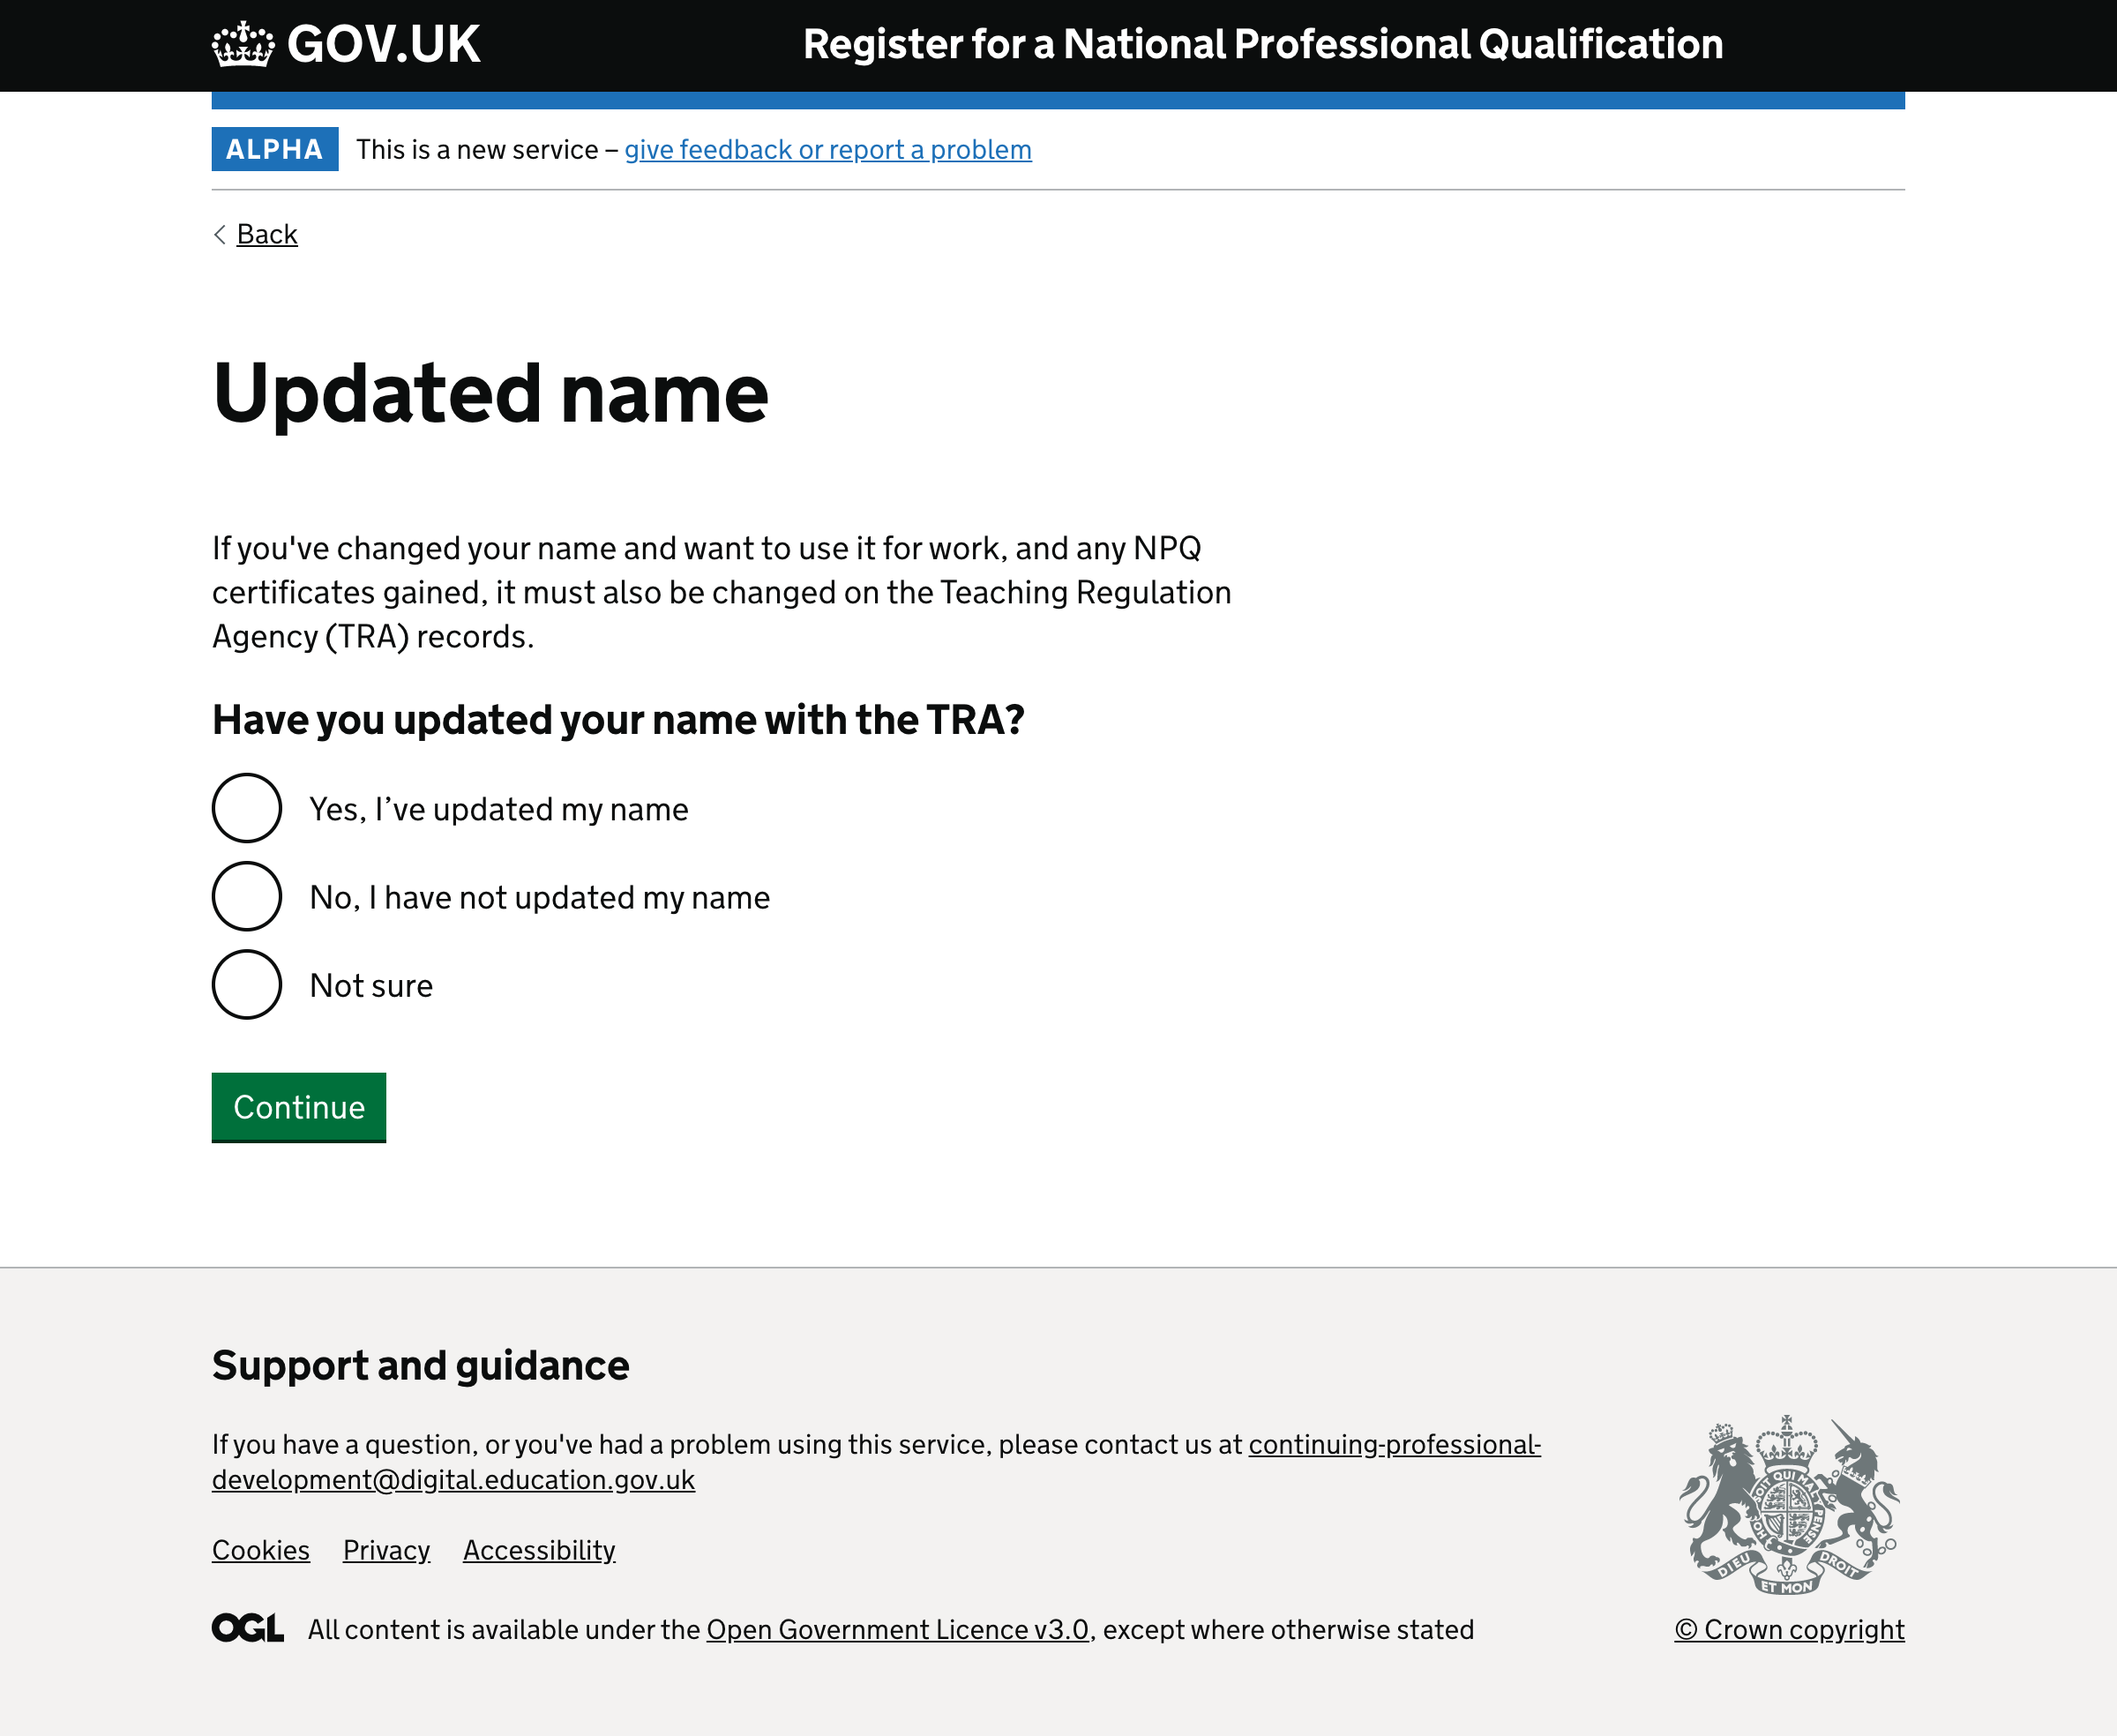 GOV.UK
Register for a National Professional Qualification
ALPHA
This is a new service – give feedback or report a problem
Back
Updated name
If you've changed your name and want to use it for work, and any NPQ
certificates gained, it must also be changed on the Teaching Regulation
Agency (TRA) records.
Have you updated your name with the TRA?
Yes, I’ve updated my name
No, I have not updated my name
Not sure
Continue
Support and guidance
If you have a question, or you've had a problem using this service, please contact us at continuing-professional-
development@digital.education.gov.uk
Cookies Privacy Accessibility
OGL All content is available under the Open Government Licence v3.0, except where otherwise stated
HONI SOIT QUI MAL Y PENSE
DIEU ET MON DROIT
© Crown copyright